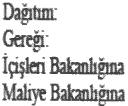 Dağıtım:
Gereği:
İçişleri Bakanlığına
Maliye Bakanlığına